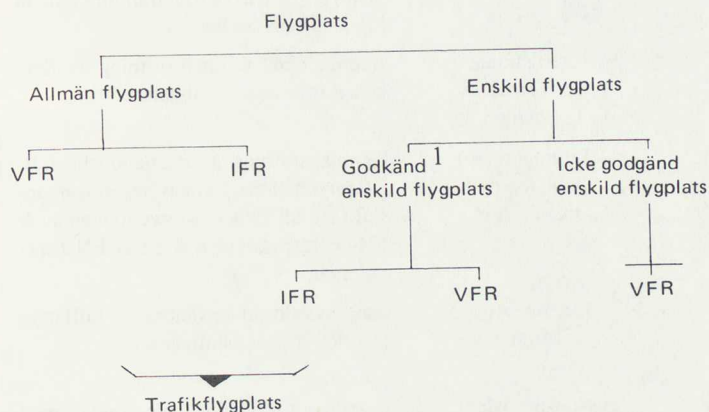 Flygplats
Allmän flygplats
Enskild flygplats
VFR
IFR
Godkänd 1
enskild flygplats
Icke godgänd
enskild flygplats
IFR
VFR
VFR
Trafikflygplats